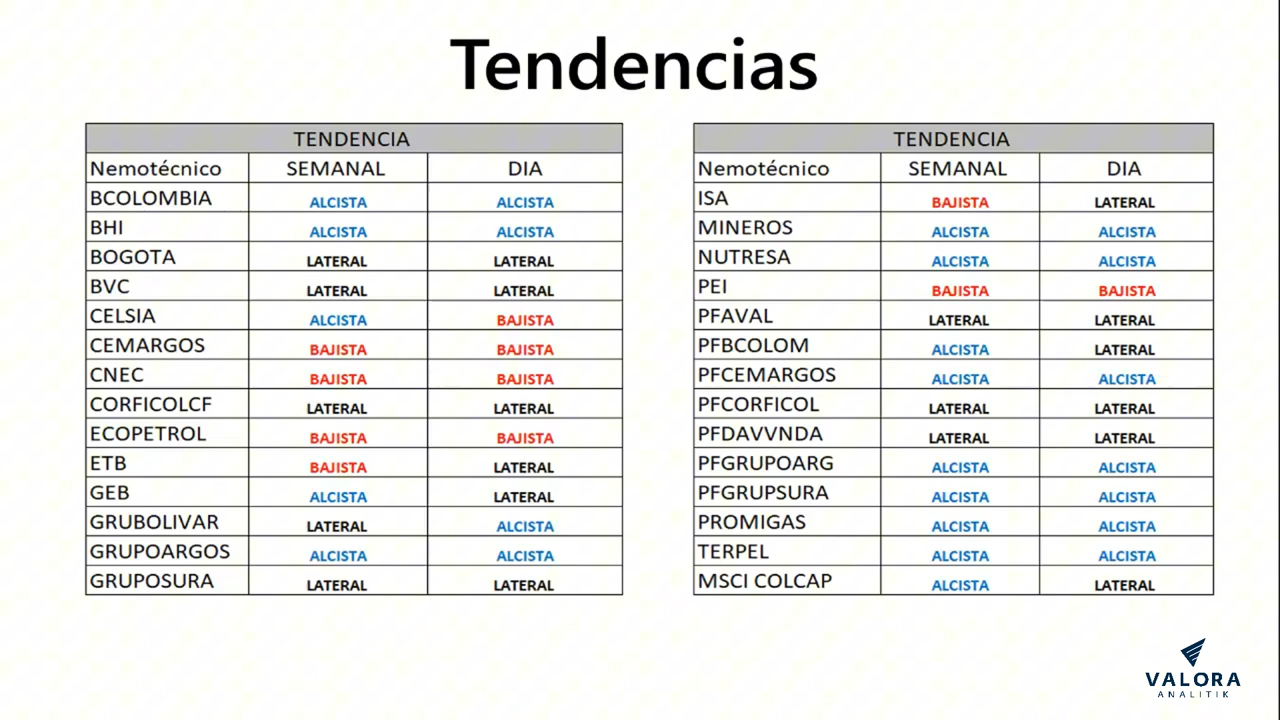 Tendencias
TENDENCIA
Nemotécnico SEMANAL DIA
BCOLOMBIA ALCISTA ALCISTA
BHI ALCISTA ALCISTA
BOGOTA LATERAL LATERAL
BVC LATERAL LATERAL
CELSIA ALCISTA BAJISTA
CEMARGOS BAJISTA BAJISTA
CNEC BAJISTA BAJISTA
CORFICOLCF LATERAL LATERAL
ECOPETROL BAJISTA BAJISTA
ETB BAJISTA LATERAL
GEB ALCISTA LATERAL
GRUBOLIVAR LATERAL ALCISTA
GRUPOARGOS ALCISTA ALCISTA
GRUPOSURA LATERAL LATERAL
TENDENCIA
Nemotécnico SEMANAL DIA
ISA BAJISTA LATERAL
MINEROS ALCISTA ALCISTA
NUTRESA ALCISTA ALCISTA
PEI BAJISTA BAJISTA
PFAVAL LATERAL LATERAL
PFBCOLOM ALCISTA LATERAL
PFCEMARGOS ALCISTA ALCISTA
PFCORFICOL LATERAL LATERAL
PFDAVVNDA LATERAL LATERAL
PFGRUPOARG ALCISTA ALCISTA
PFGRUPSURA ALCISTA ALCISTA
PROMIGAS ALCISTA ALCISTA
TERPEL ALCISTA ALCISTA
MSCI COLCAP ALCISTA LATERAL
VALORA
ANALITIK